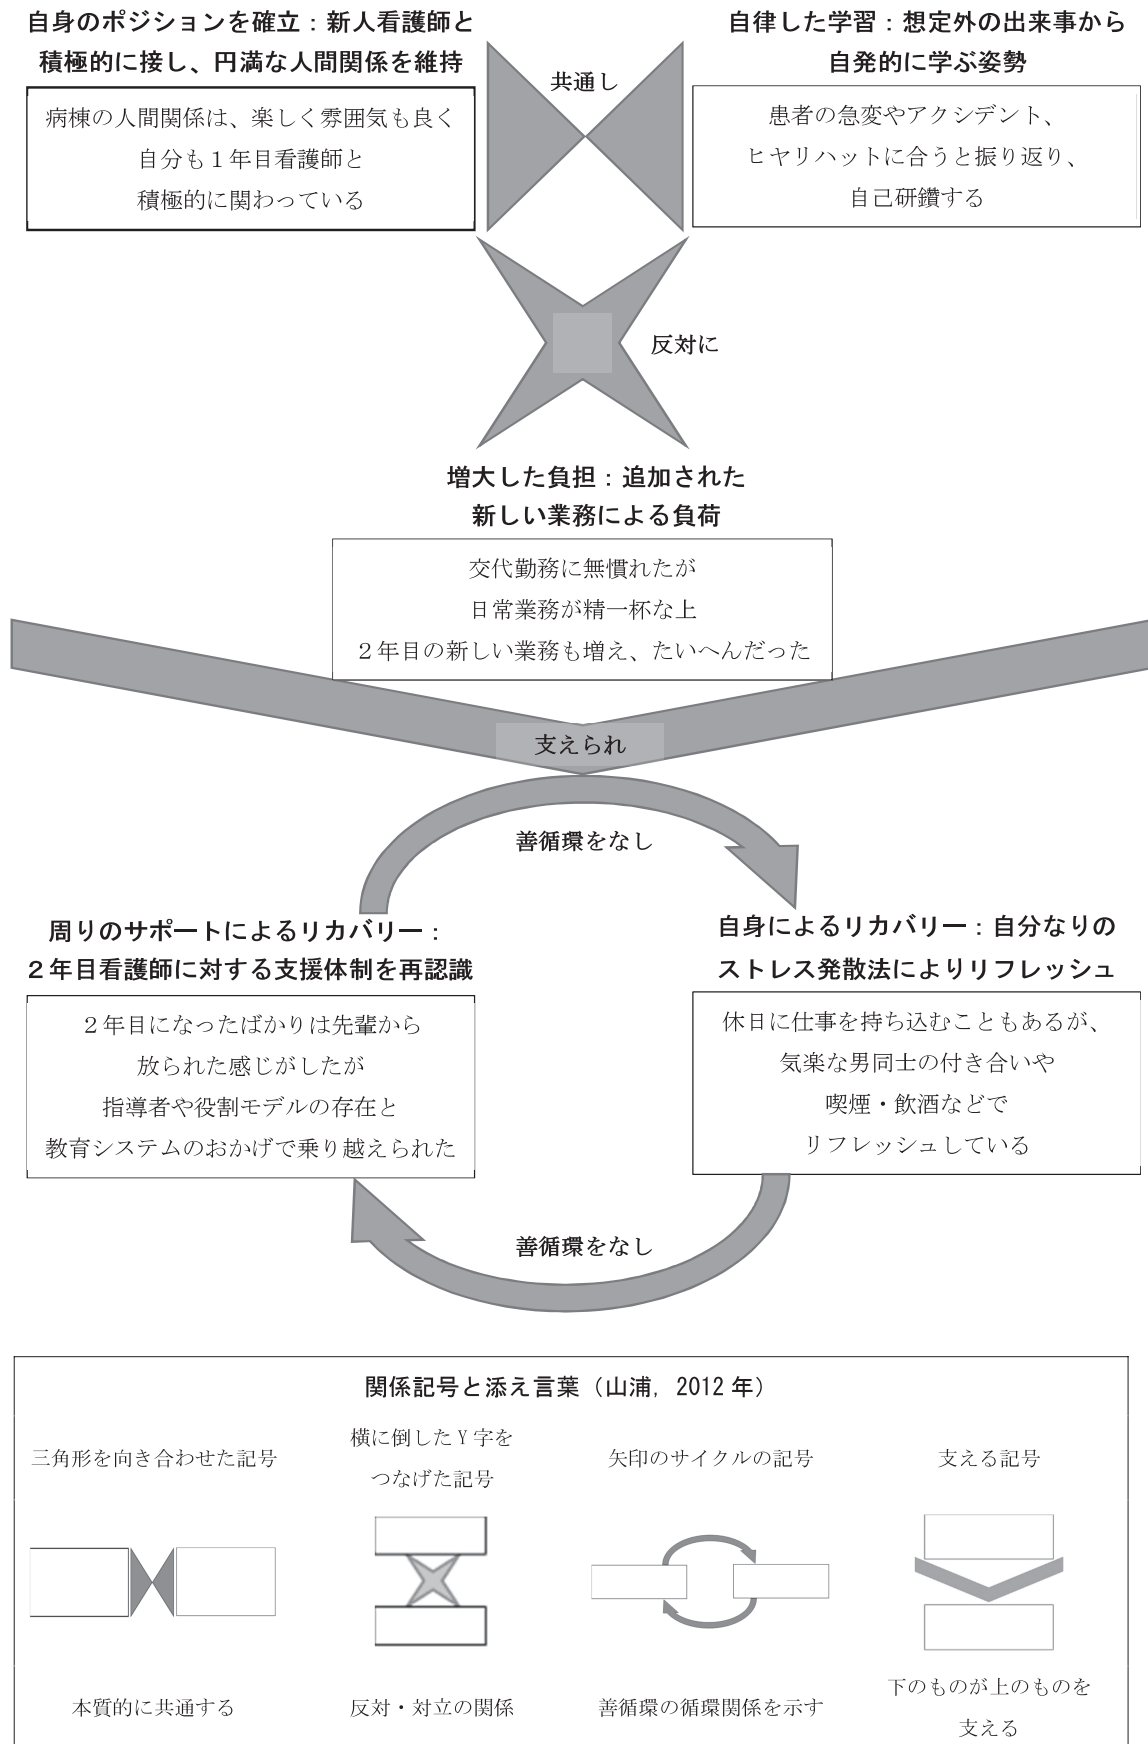 自身のポジションを確立：新人看護師と
積極的に接し、円満な人間関係を維持
病棟の人間関係は、楽しく雰囲気も良く
自分も１年目看護師と
積極的に関わっている
共通し
自律した学習：想定外の出来事から
自発的に学ぶ姿勢
患者の急変やアクシデント、
ヒヤリハットに合うと振り返り、
自己研鑽する
反対に
増大した負担：追加された
新しい業務による負荷
交代勤務に無慣れたが
日常業務が精一杯な上
２年目の新しい業務も増え、たいへんだった
支えられ
善循環をなし
周りのサポートによるリカバリー：
２年目看護師に対する支援体制を再認識
２年目になったばかりは先輩から
放られた感じがしたが
指導者や役割モデルの存在と
教育システムのおかげで乗り越えられた
自身によるリカバリー：自分なりの
ストレス発散法によりリフレッシュ
休日に仕事を持ち込むこともあるが、
気楽な男同士の付き合いや
喫煙・飲酒などで
リフレッシュしている
善循環をなし
関係記号と添え言葉（山浦，2012 年）
三角形を向き合わせた記号
横に倒したＹ字を
つなげた記号
矢印のサイクルの記号
支える記号
本質的に共通する
反対・対立の関係
善循環の循環関係を示す
下のものが上のものを
支える